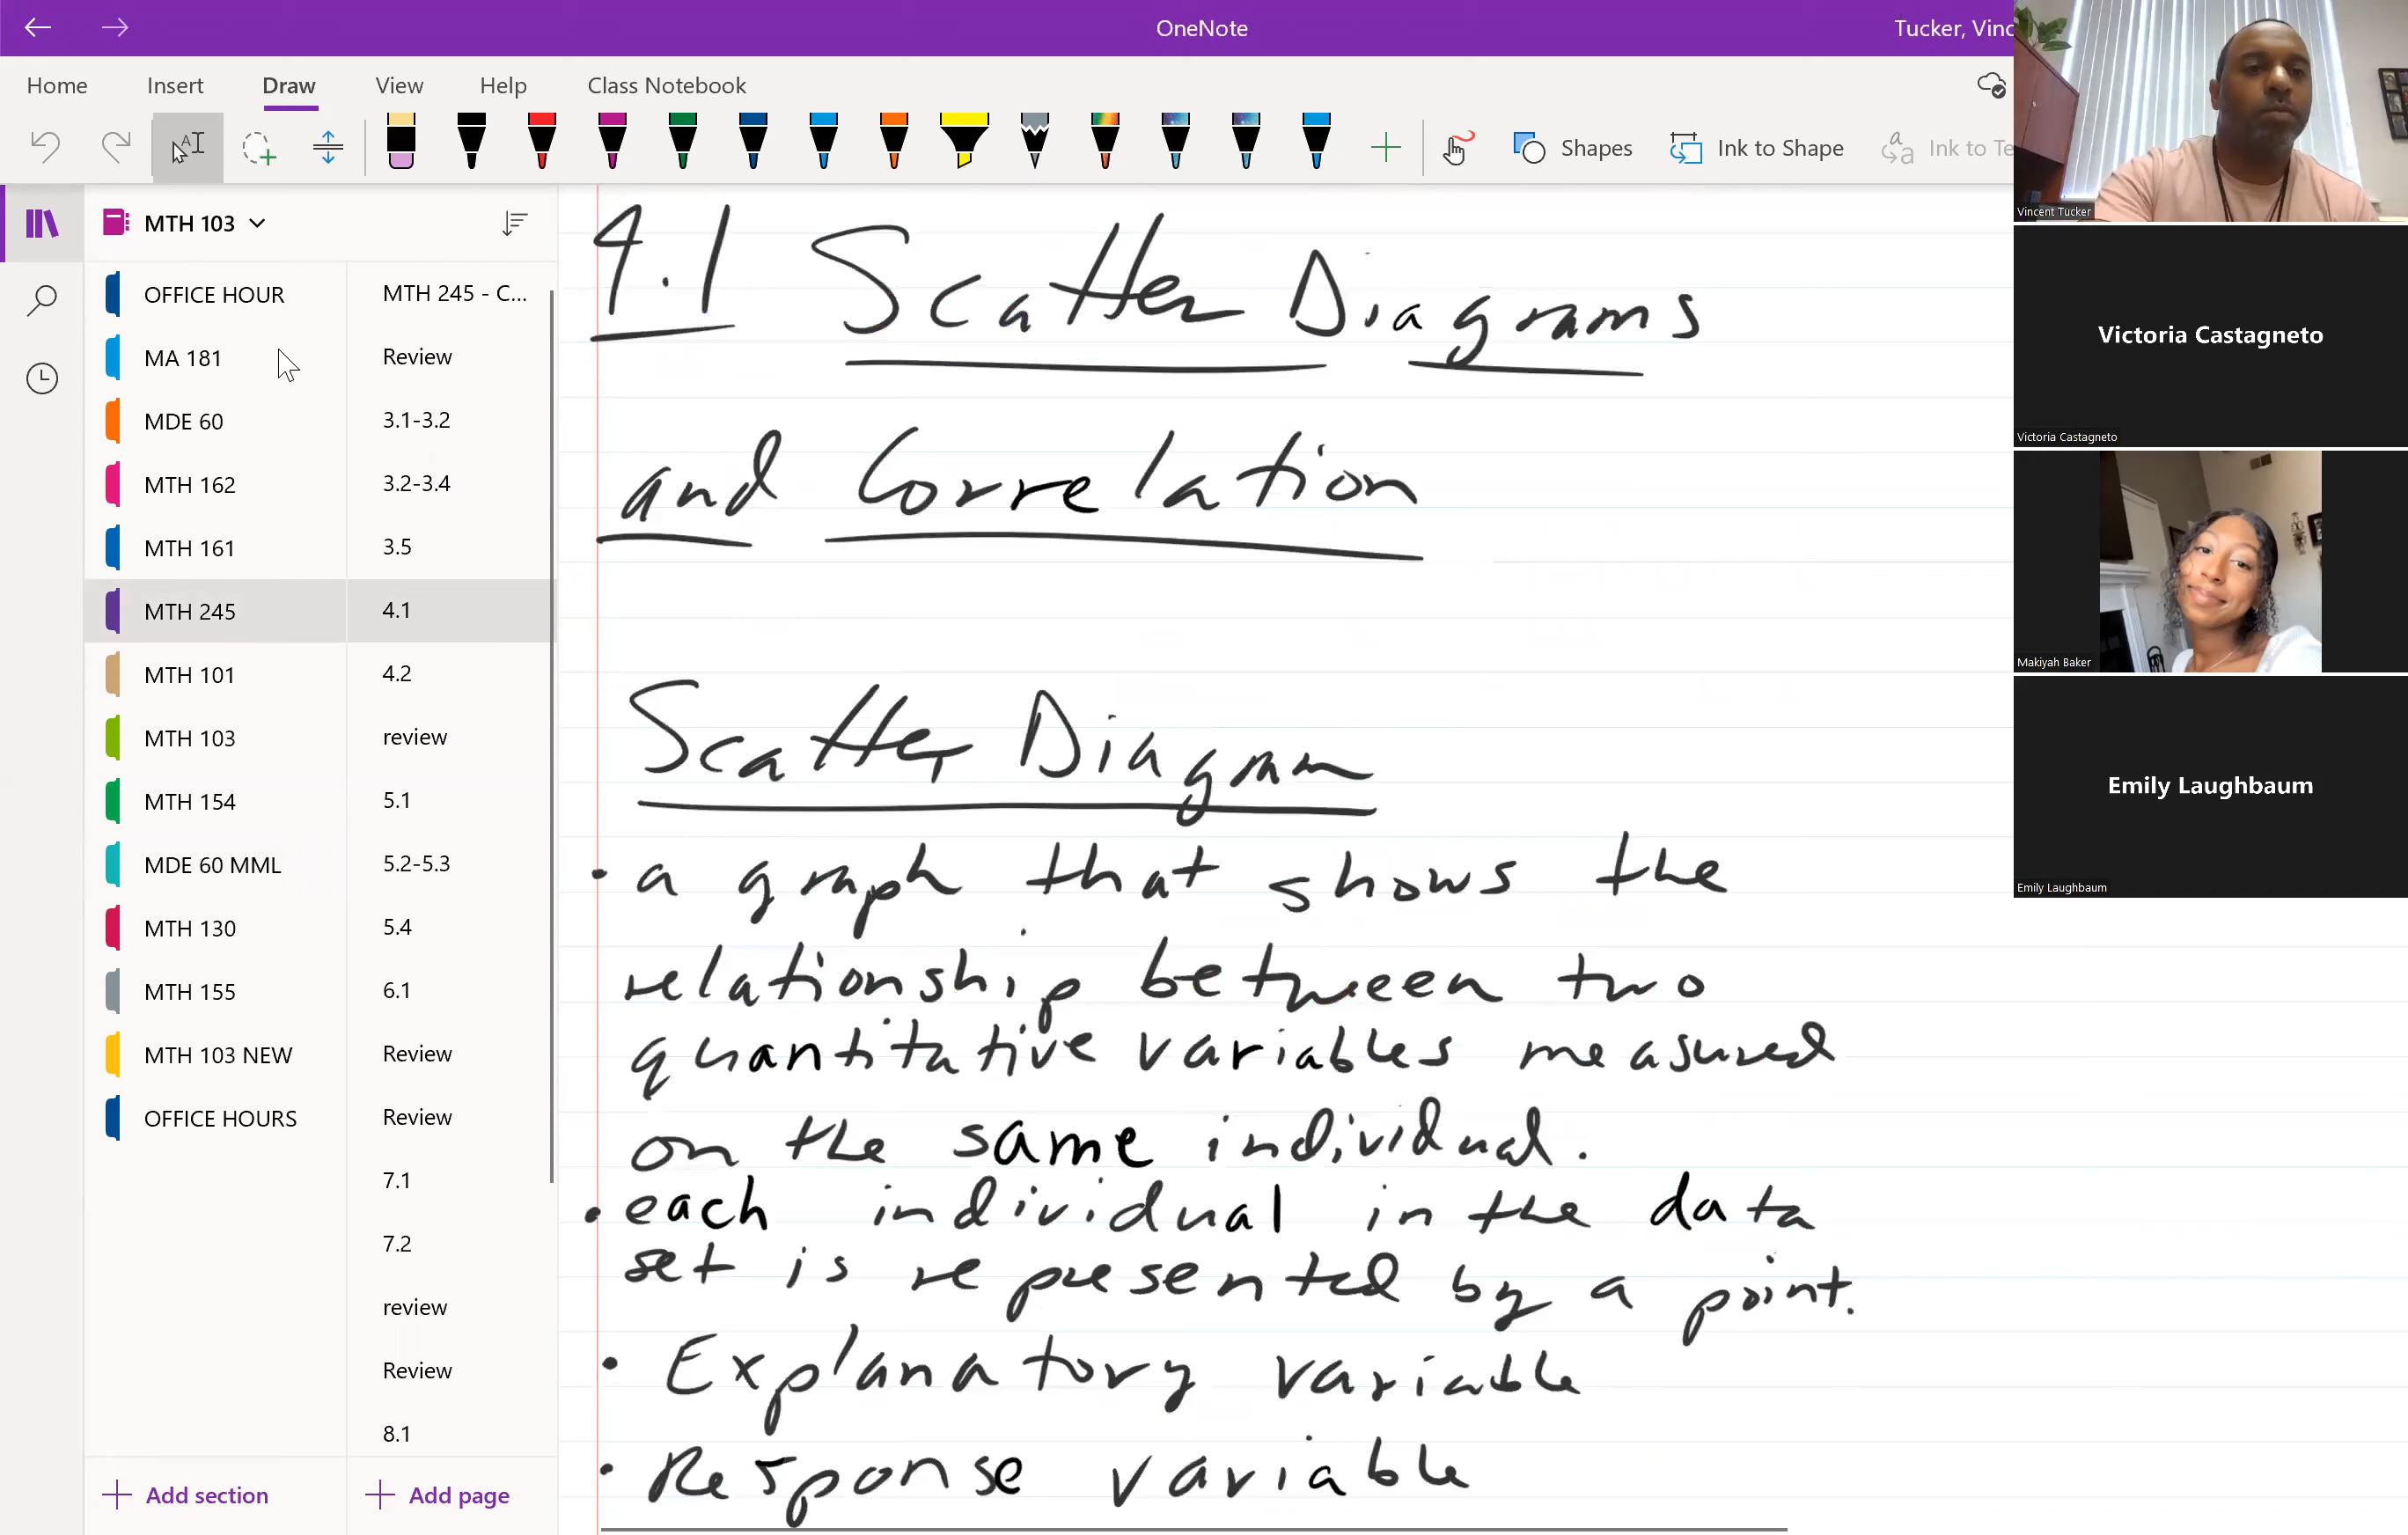 OneNote
Tucker, Vinc
Home Insert Draw View Help Class Notebook
Shapes Ink to Shape Ink to Te
MTH 103
OFFICE HOUR
MA 181
MDE 60
MTH 162
MTH 161
MTH 245
MTH 101
MTH 103
MTH 154
MDE 60 MML
MTH 130
MTH 155
MTH 103 NEW
OFFICE HOURS
Add section
MTH 245 - C...
Review
3.1-3.2
3.2-3.4
3.5
4.1
4.2
review
5.1
5.2-5.3
5.4
6.1
Review
Review
7.1
7.2
review
Review
8.1
Add page
4.1 Scatter Diagrams
and Correlation
Scatter Diagram
• a graph that shows the
relationship between two
quantitative variables measured
on the same individual.
• each individual in the data
set is represented by a point.
• Explanatory variable
• Response variable
Vincent Tucker
Victoria Castagneto
Victoria Castagneto
Makiyah Baker
Emily Laughbaum
Emily Laughbaum